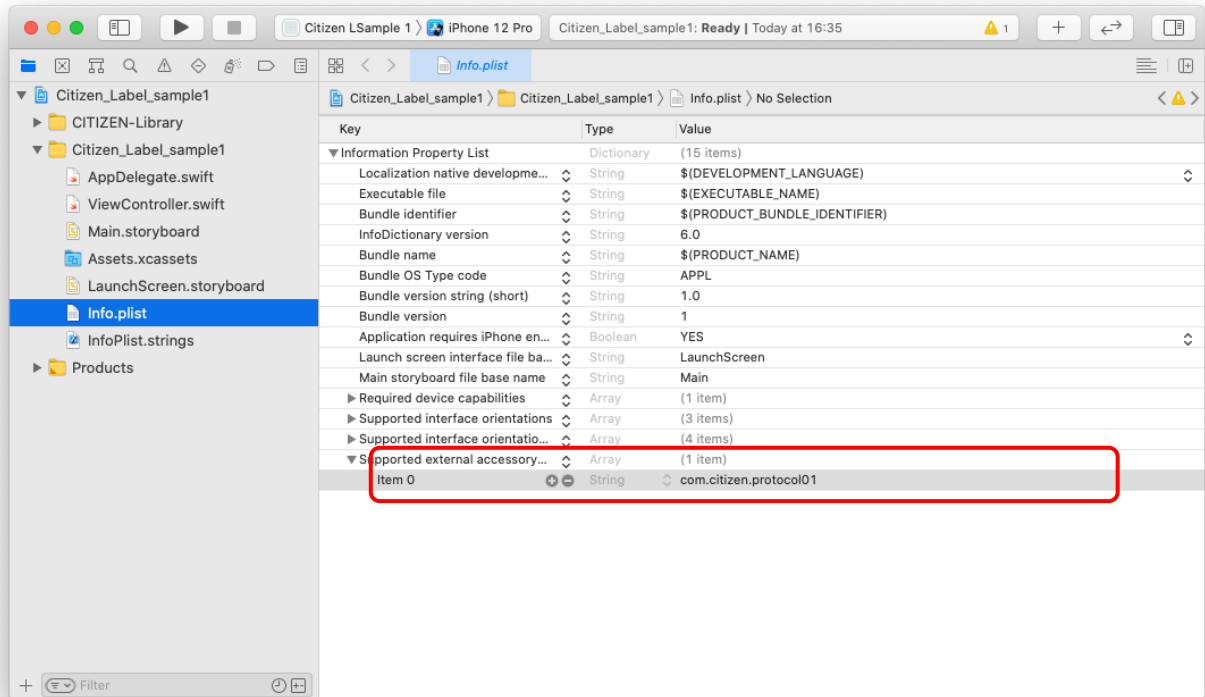 Citizen LSample 1 〉 iPhone 12 Pro
Citizen_Label_sample1: Ready | Today at 16:35
1
Info.plist
Citizen_Label_sample1
CITIZEN-Library
Citizen_Label_sample1
AppDelegate.swift
ViewController.swift
Main.storyboard
Assets.xcassets
LaunchScreen.storyboard
Info.plist
InfoPlist.strings
Products
Filter
Citizen_Label_sample1 〉 Citizen_Label_sample1 〉 Info.plist 〉 No Selection
Key Type Value
Information Property List Dictionary (15 items)
Localization native developme... String $(DEVELOPMENT_LANGUAGE)
Executable file String $(EXECUTABLE_NAME)
Bundle identifier String $(PRODUCT_BUNDLE_IDENTIFIER)
InfoDictionary version String 6.0
Bundle name String $(PRODUCT_NAME)
Bundle OS Type code String APPL
Bundle version string (short) String 1.0
Bundle version String 1
Application requires iPhone en... Boolean YES
Launch screen interface file ba... String LaunchScreen
Main storyboard file base name String Main
Required device capabilities Array (1 item)
Supported interface orientations Array (3 items)
Supported interface orientatio... Array (4 items)
Supported external accessory... Array (1 item)
Item 0 String com.citizen.protocol01